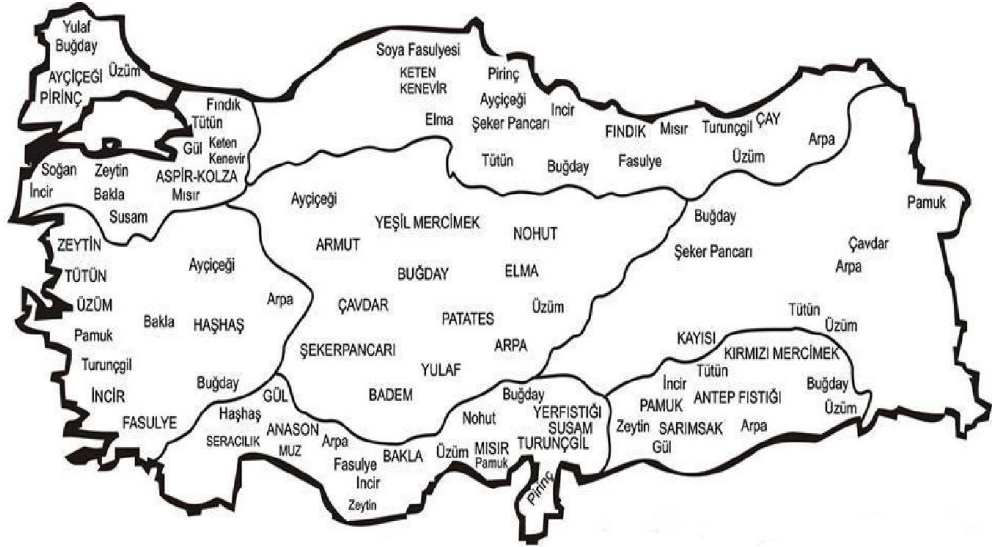 Yulaf
Buğday
AYÇİÇEĞİ
Üzüm
PİRİNÇ
Fındık
Tütün
Gül
Keten
Kenevir
Soğan
Zeytin
ASPİR-KOLZA
İncir
Bakla
Mısır
Susam
Soya Fasulyesi
KETEN
KENEVİR
Pirinç
Ayçiçeği
İncir
Elma
Şeker Pancarı
FINDIK
Mısır
Turunçgil
ÇAY
Arpa
Tütün
Buğday
Fasulye
Üzüm
ZEYTİN
TÜTÜN
Ayçiçeği
ÜZÜM
Arpa
Pamuk
Bakla
HAŞHAŞ
Turunçgil
İNCİR
Buğday
FASULYE
Ayçiçeği
YEŞİL MERCİMEK
ARMUT
NOHUT
BUĞDAY
ELMA
ÇAVDAR
Üzüm
PATATES
ŞEKERPANCARI
ARPA
YULAF
BADEM
Pamuk
Buğday
Şeker Pancarı
Çavdar
Arpa
Tütün
Üzüm
KAYISI
GÜL
Haşhaş
SERACILIK
ANASON
MUZ
Arpa
Fasulye
BAKLA
İncir
Zeytin
Buğday
Nohut
YERFISTIĞI
SUSAM
Üzüm
MISIR
TURUNÇGİL
Pamuk
Pirinç
KIRMIZI MERCİMEK
Tütün
İncir
ANTEP FISTIĞI
Buğday
PAMUK
Üzüm
Zeytin
SARIMSAK
Arpa
Gül